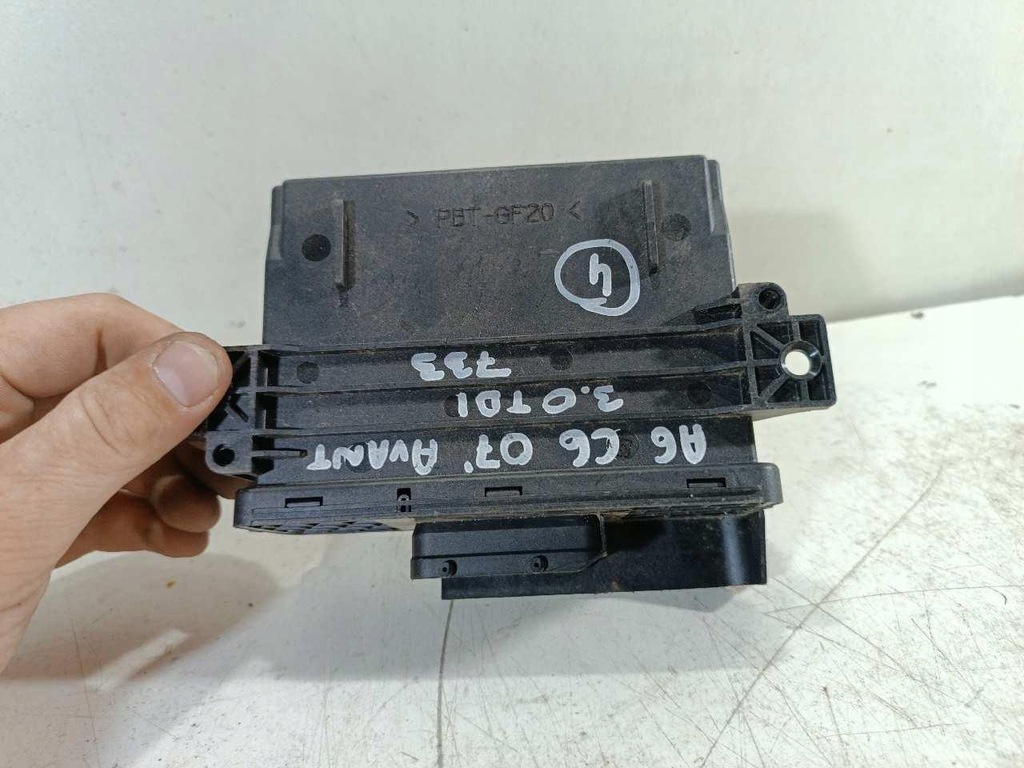 > PBT-GF20 <
A6 C6 07' AVANT
3.0TDI
733
4